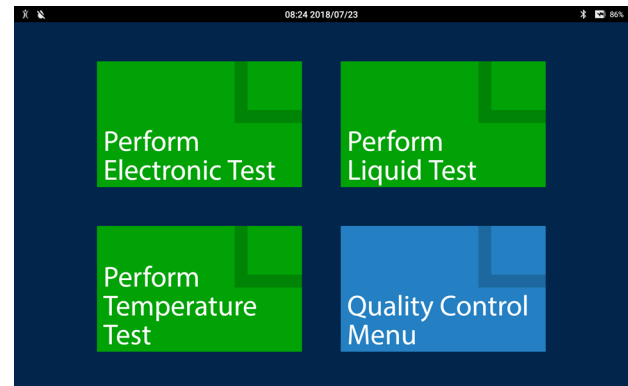 08:24 2018/07/23
86%
Perform
Electronic Test
Perform
Liquid Test
Perform
Temperature
Test
Quality Control
Menu